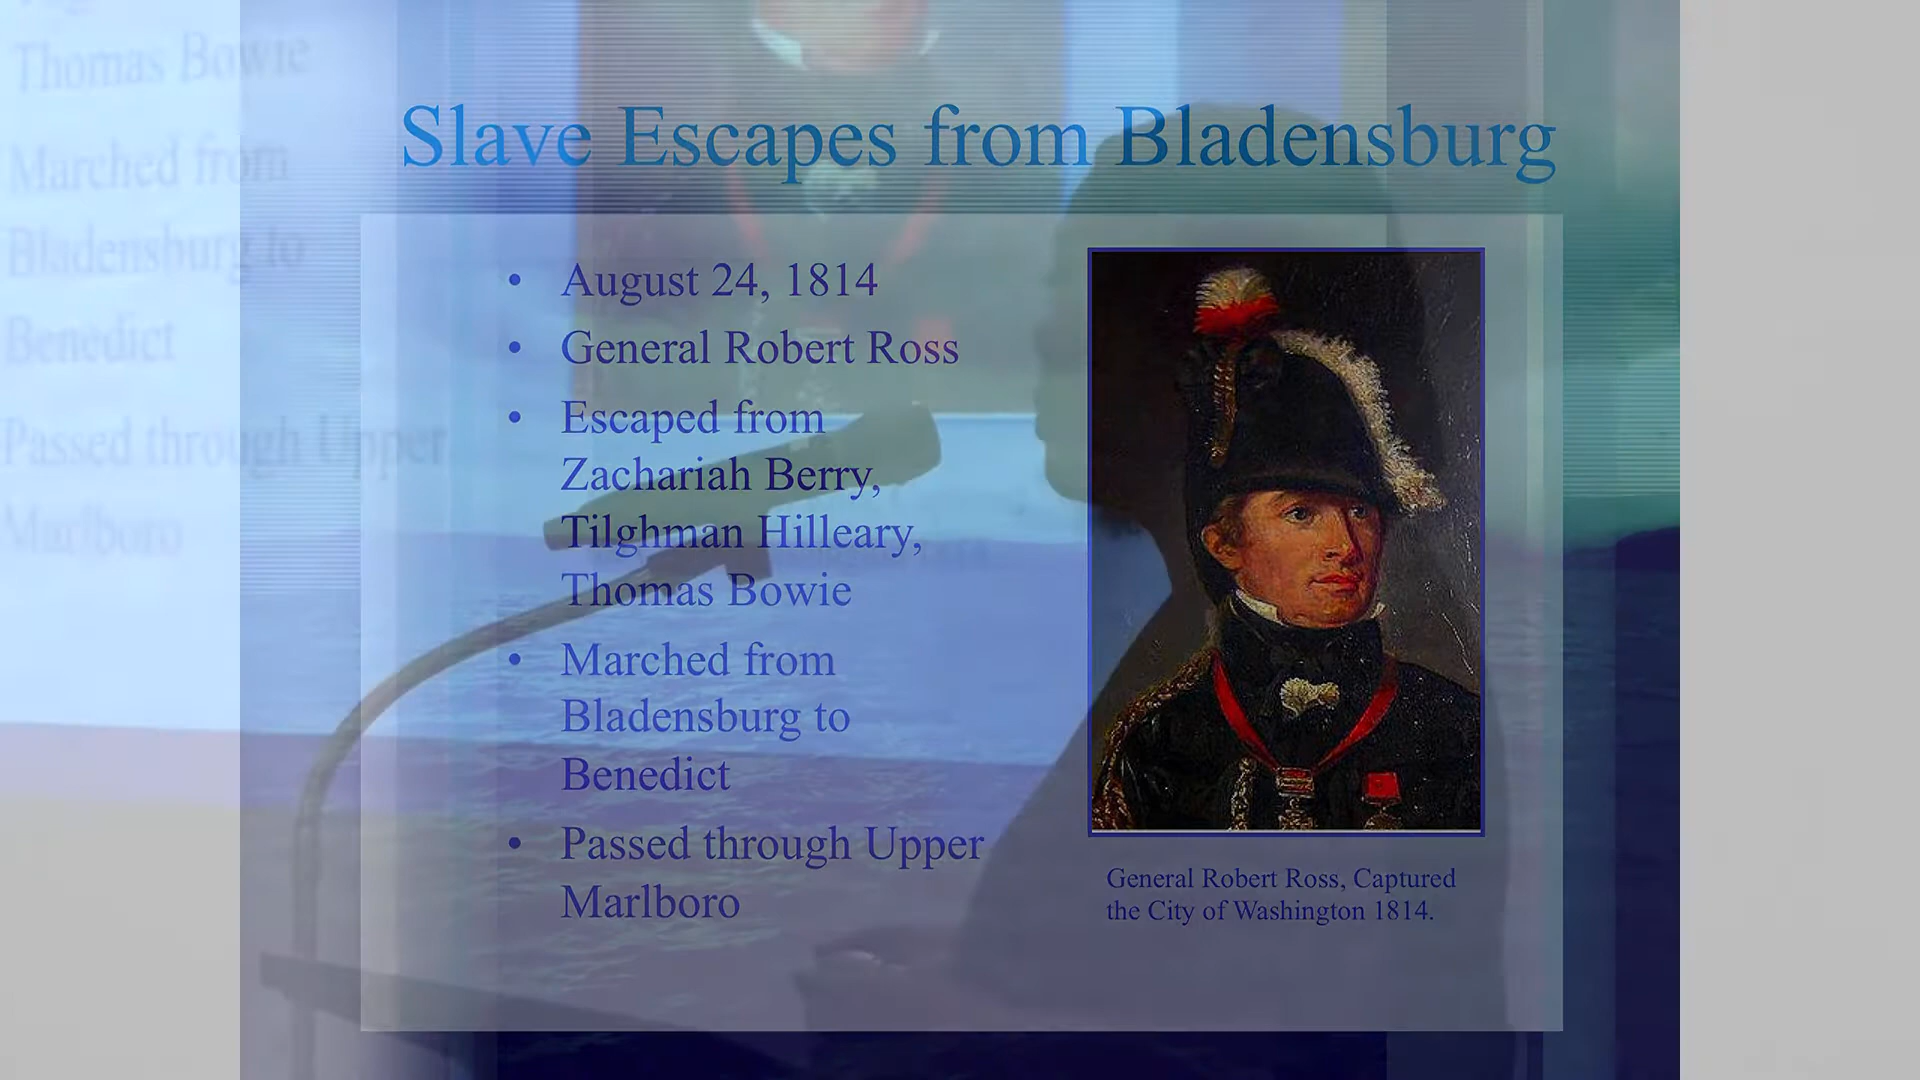 Thomas Bowie
Marched from
Bladensburg to
Benedict
Passed through Upper
Marlboro
Slave Escapes from Bladensburg
• August 24, 1814
• General Robert Ross
• Escaped from
Zachariah Berry,
Tilghman Hilleary,
Thomas Bowie
• Marched from
Bladensburg to
Benedict
• Passed through Upper
Marlboro
General Robert Ross, Captured
the City of Washington 1814.